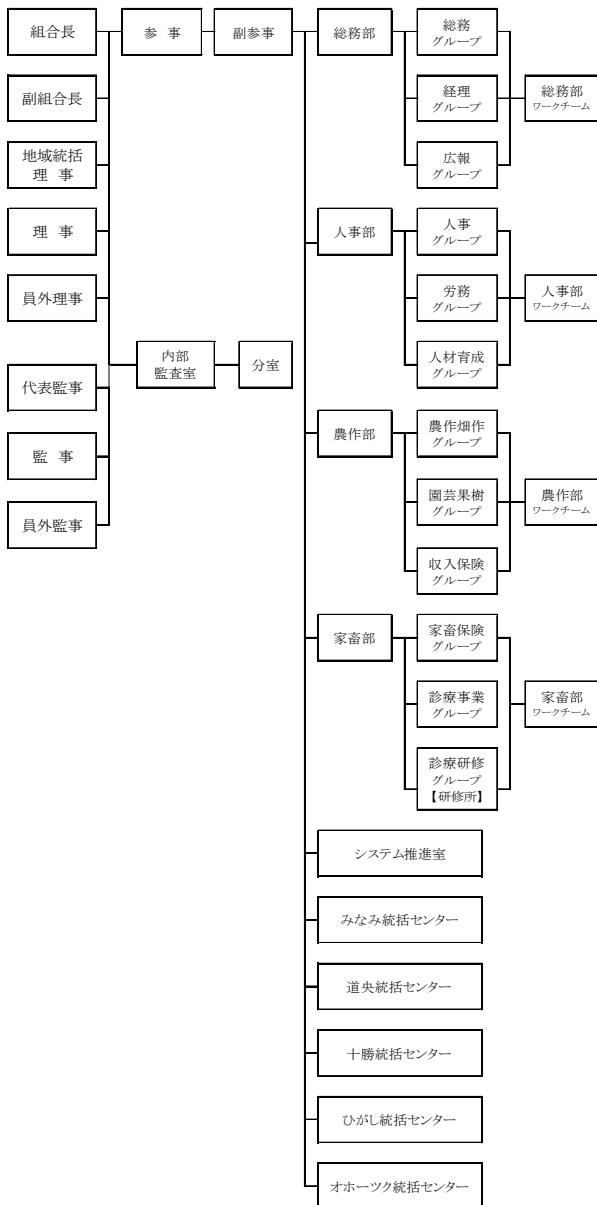 組合長
参 事
副参事
総務部
総務
グループ
副組合長
経理
グループ
総務部
ワークチーム
地域統括
理 事
広報
グループ
理 事
人事部
人事
グループ
員外理事
労務
グループ
人事部
ワークチーム
内部
監査室
分室
人材育成
グループ
代表監事
農作部
農作畑作
グループ
監 事
園芸果樹
グループ
農作部
ワークチーム
員外監事
収入保険
グループ
家畜部
家畜保険
グループ
診療事業
グループ
家畜部
ワークチーム
診療研修
グループ
【研修所】
システム推進室
みなみ統括センター
道央統括センター
十勝統括センター
ひがし統括センター
オホーツク統括センター